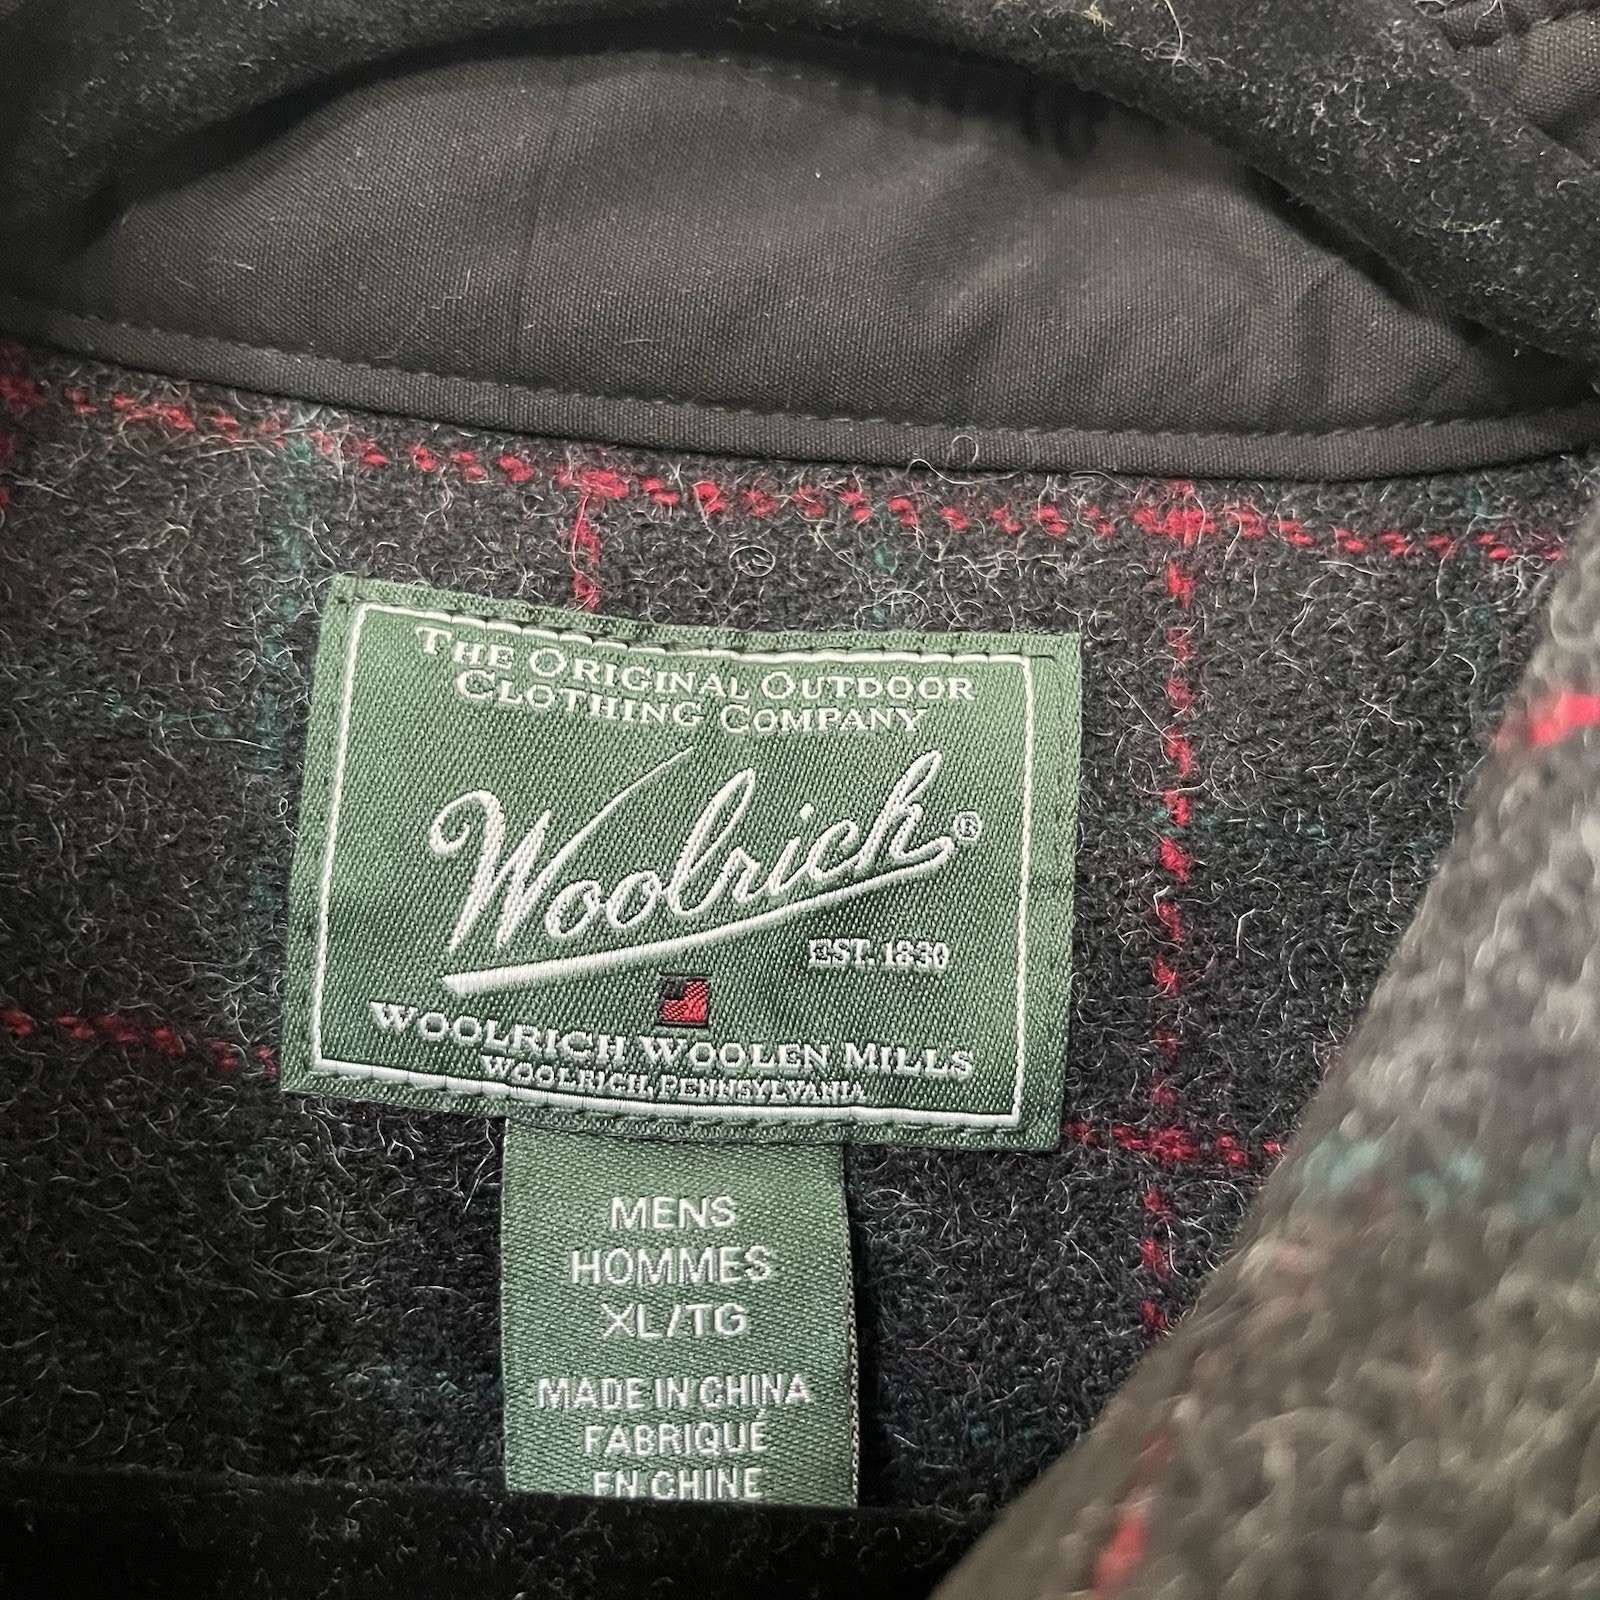 THE ORIGINAL OUTDOOR
CLOTHING COMPANY
Woolrich®
EST. 1830
WOOLRICH WOOLEN MILLS
WOOLRICH, PENNSYLVANIA
MENS
HOMMES
XL/TG
MADE IN CHINA
FABRIQUÉ
EN CHINE